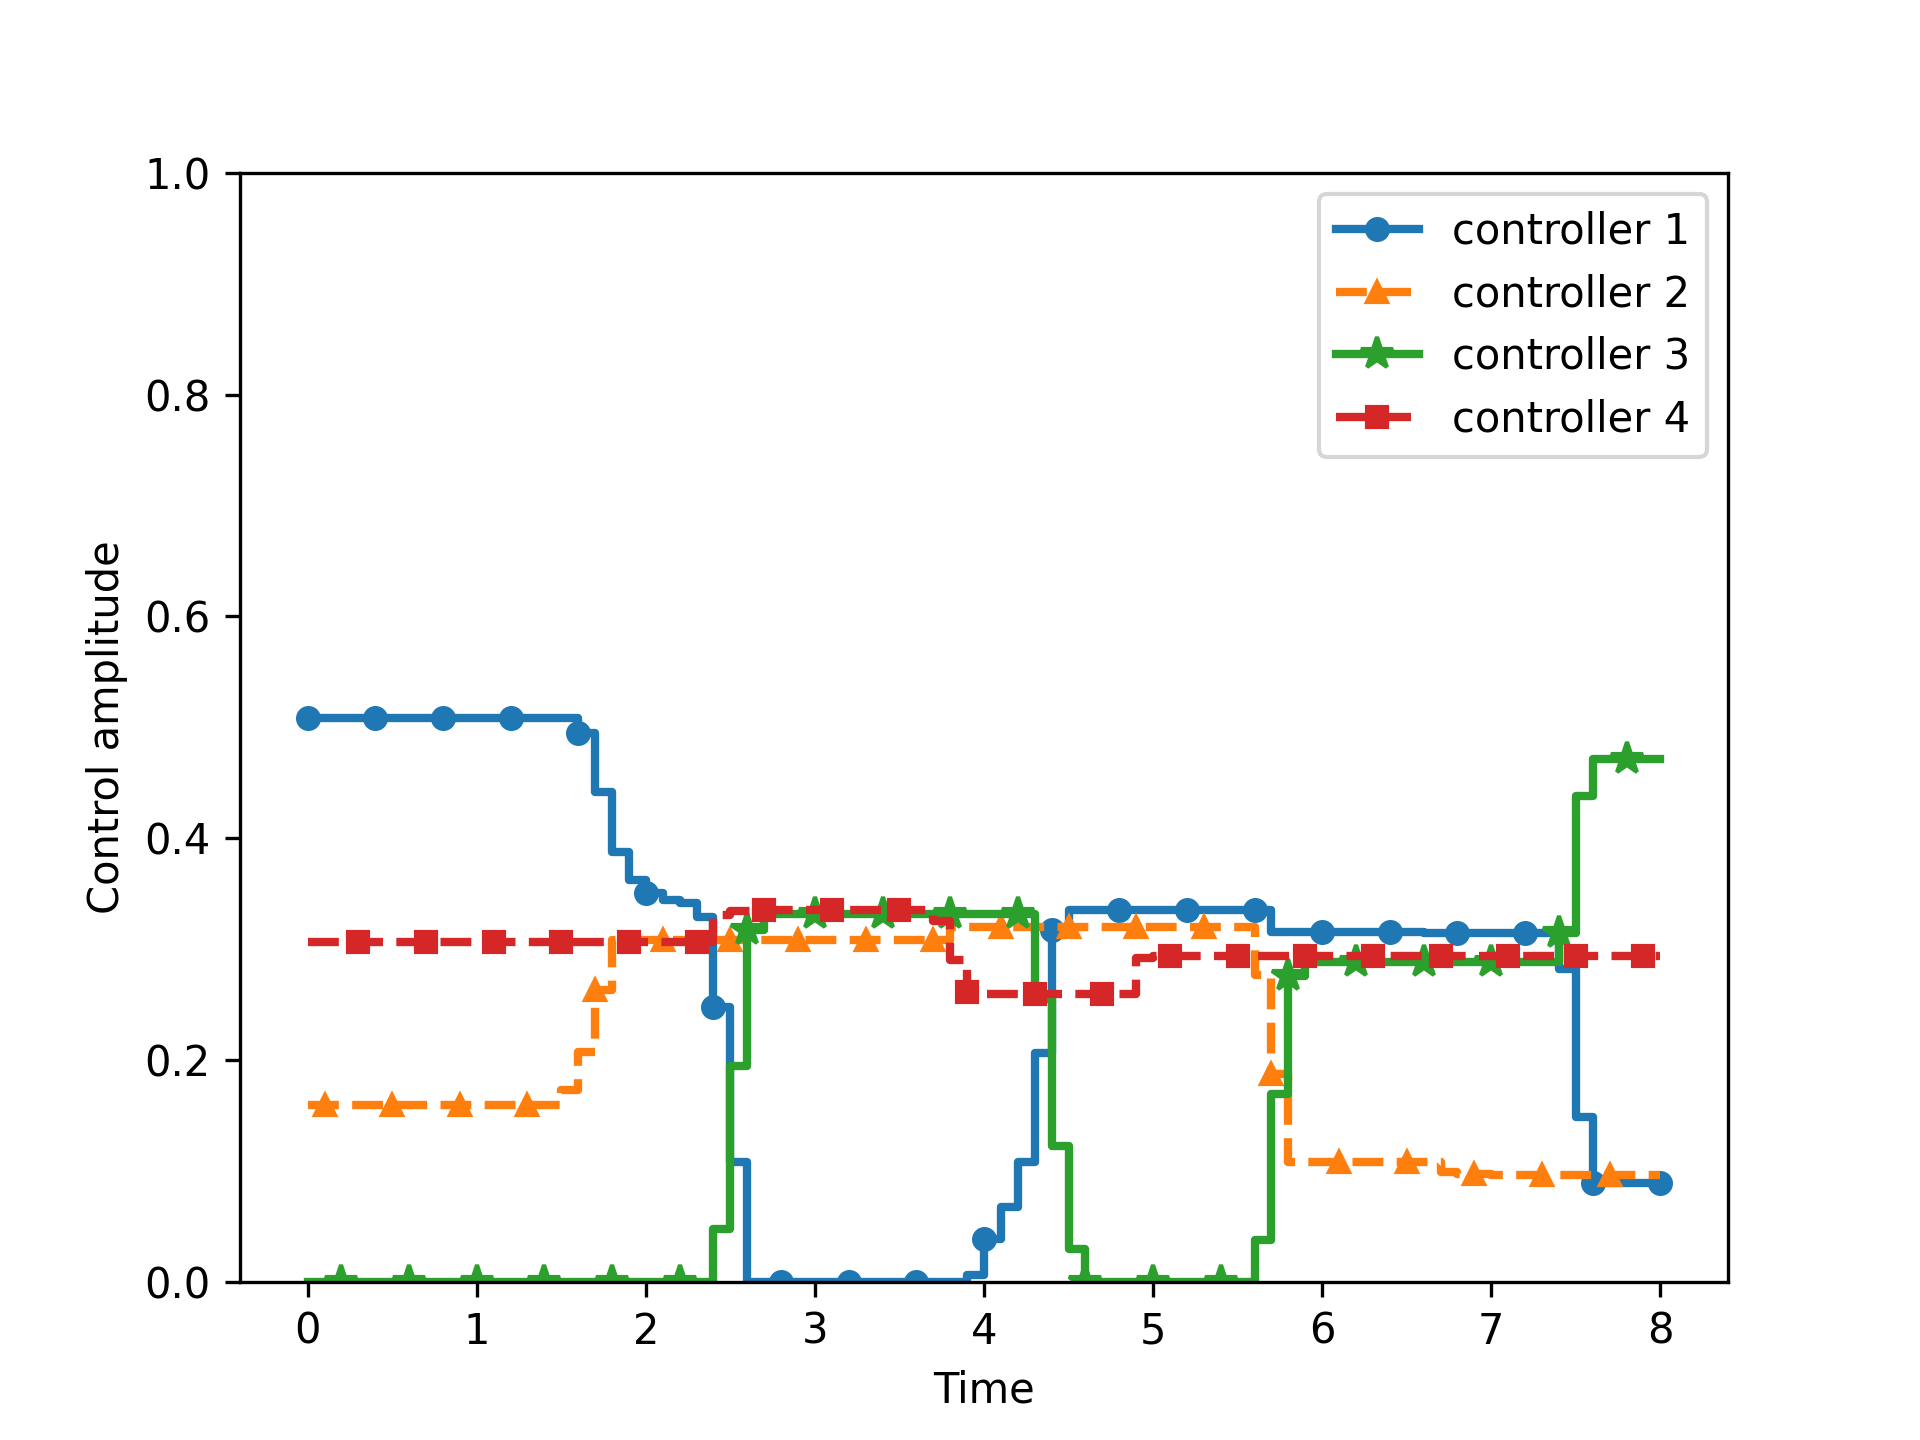 1.0
0.8
0.6
0.4
0.2
0.0
Control amplitude
controller 1
controller 2
controller 3
controller 4
0 1 2 3 4 5 6 7 8
Time